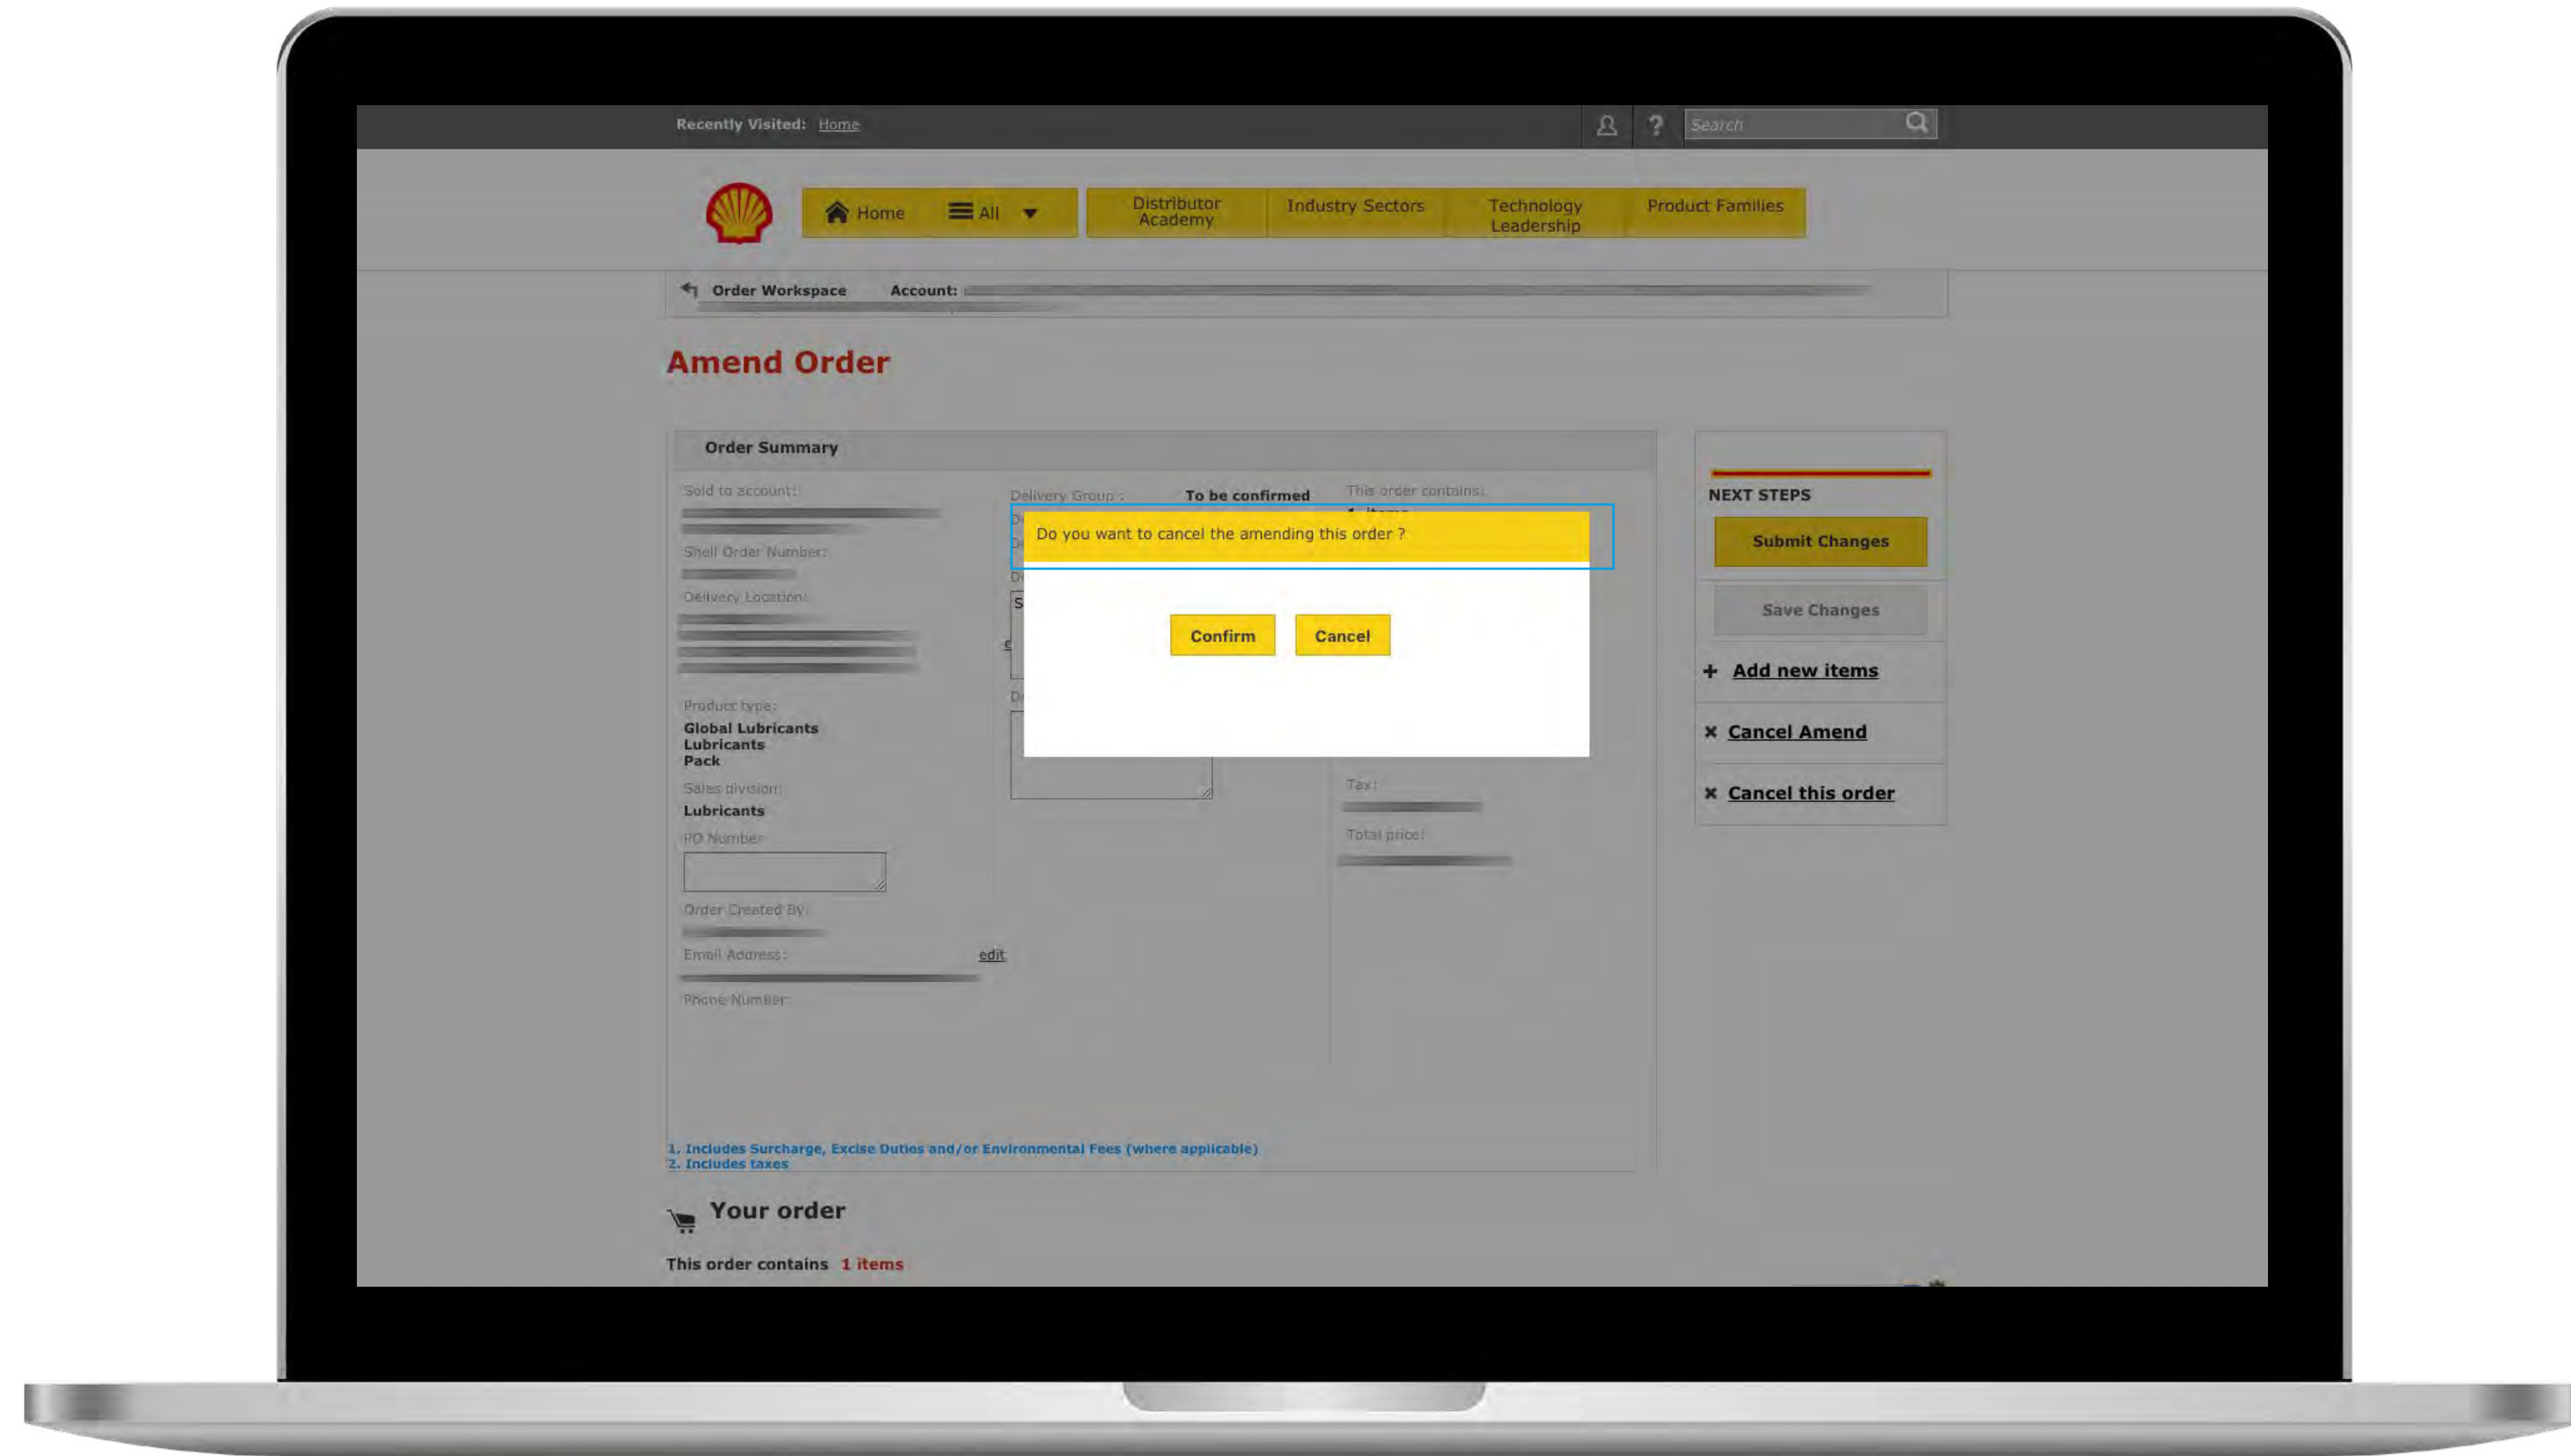 Recently Visited: Home
? Search
Home All
Distributor Academy
Industry Sectors
Technology Leadership
Product Families
Order Workspace Account:
Amend Order
Order Summary
Sold to account:
Shell Order Number:
Delivery Location:
Product type:
Global Lubricants
Lubricants
Pack
Sales division:
Lubricants
PO Number
Order Created By:
Email Address: edit
Phone Number:
Delivery Group : To be confirmed
This order contains:
Do you want to cancel the amending this order ?
Confirm Cancel
Tax:
Total price:
NEXT STEPS
Submit Changes
Save Changes
+ Add new items
× Cancel Amend
× Cancel this order
1. Includes Surcharge, Excise Duties and/or Environmental Fees (where applicable)
2. Includes taxes
Your order
This order contains 1 items